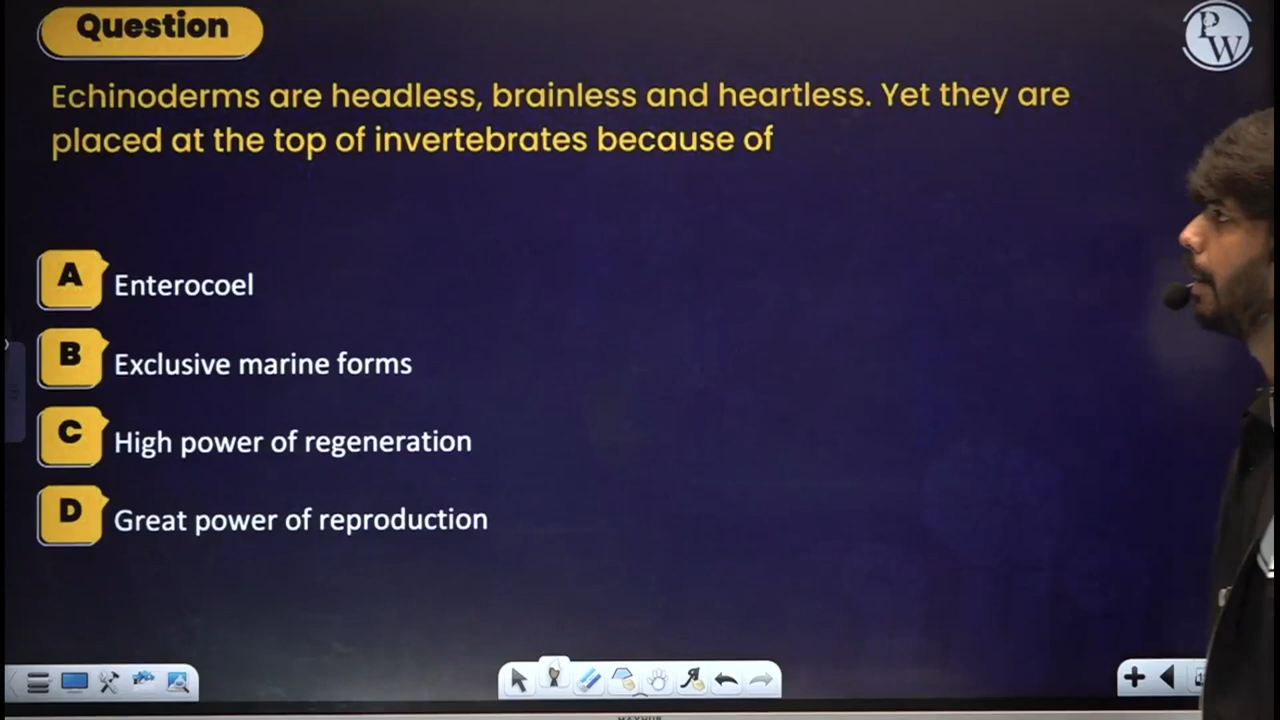 Question
PW
Echinoderms are headless, brainless and heartless. Yet they are
placed at the top of invertebrates because of
A Enterocoel
B Exclusive marine forms
C High power of regeneration
D Great power of reproduction
MAXHUB